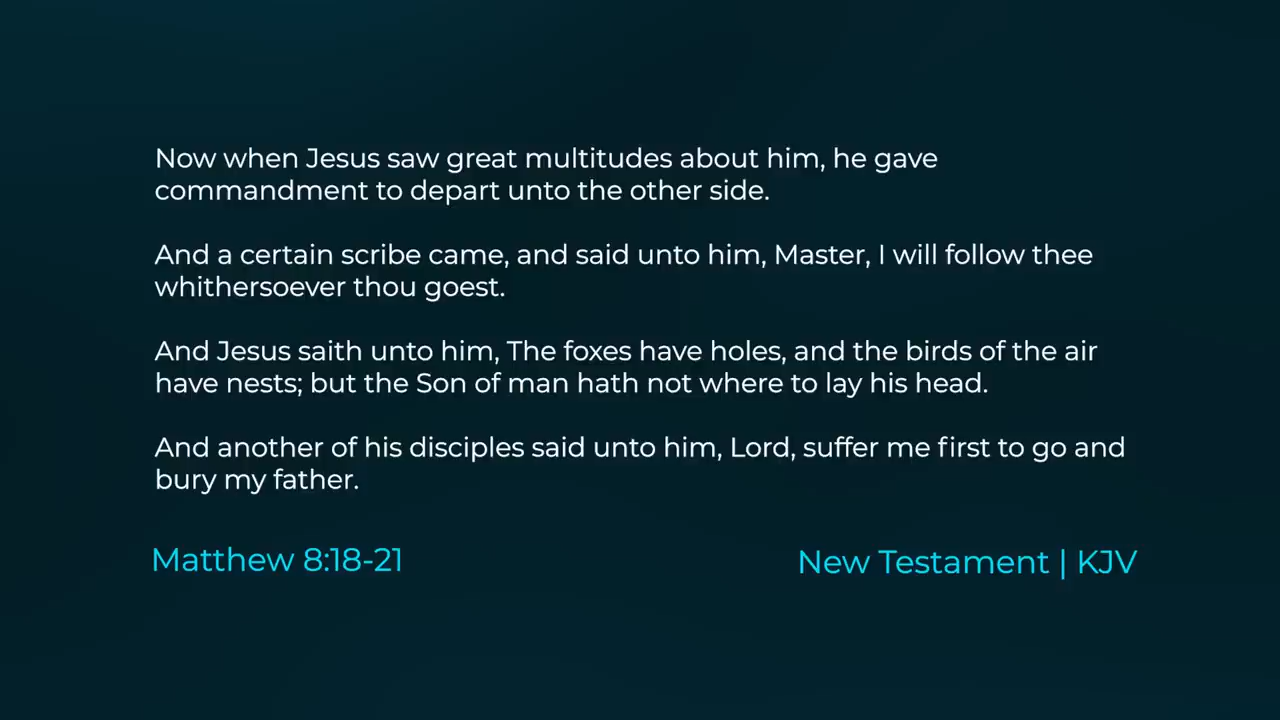 Now when Jesus saw great multitudes about him, he gave
commandment to depart unto the other side.
And a certain scribe came, and said unto him, Master, I will follow thee
whithersoever thou goest.
And Jesus saith unto him, The foxes have holes, and the birds of the air
have nests; but the Son of man hath not where to lay his head.
And another of his disciples said unto him, Lord, suffer me first to go and
bury my father.
Matthew 8:18-21
New Testament | KJV